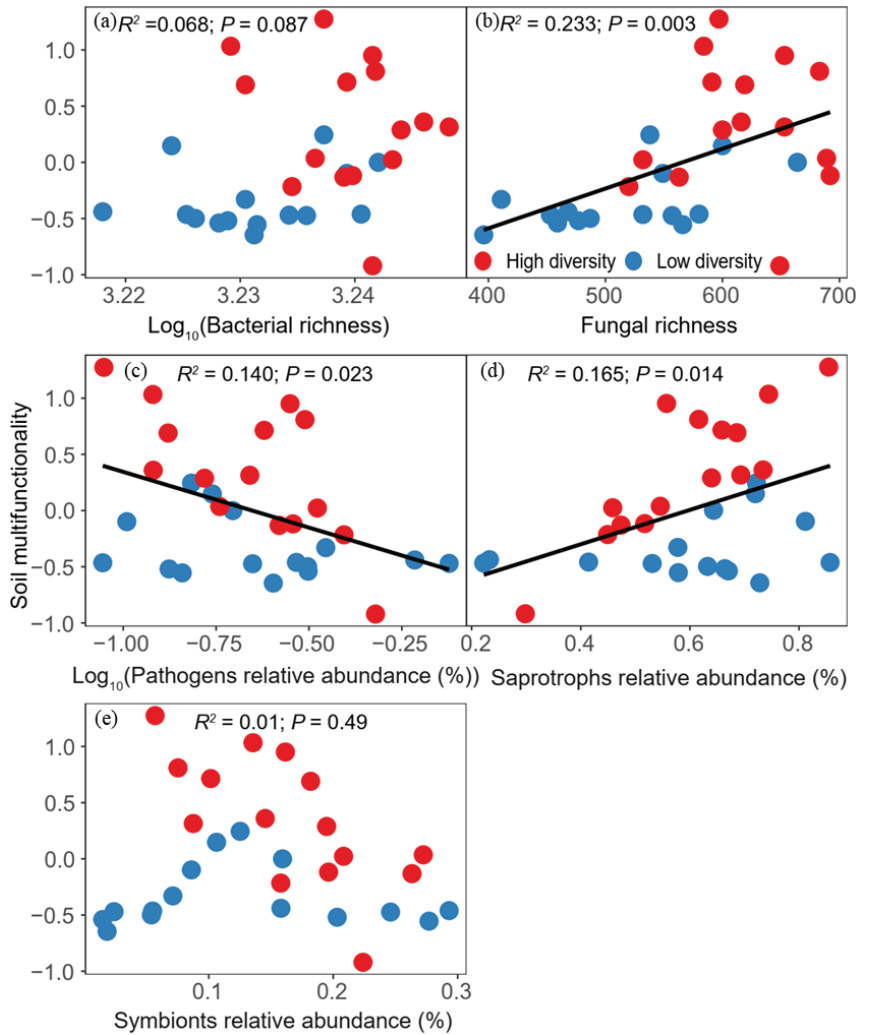 (a) R² =0.068; P = 0.087
(b) R² = 0.233; P = 0.003
1.0
0.5
0.0
−0.5
−1.0
High diversity Low diversity
3.22 3.23 3.24
400 500 600 700
Log₁₀(Bacterial richness)
Fungal richness
Soil multifunctionality
(c) R² = 0.140; P = 0.023
(d) R² = 0.165; P = 0.014
1.0
0.5
0.0
−0.5
−1.0
−1.00 −0.75 −0.50 −0.25
0.2 0.4 0.6 0.8
Log₁₀(Pathogens relative abundance (%))
Saprotrophs relative abundance (%)
(e) R² = 0.01; P = 0.49
1.0
0.5
0.0
−0.5
−1.0
0.1 0.2 0.3
Symbionts relative abundance (%)